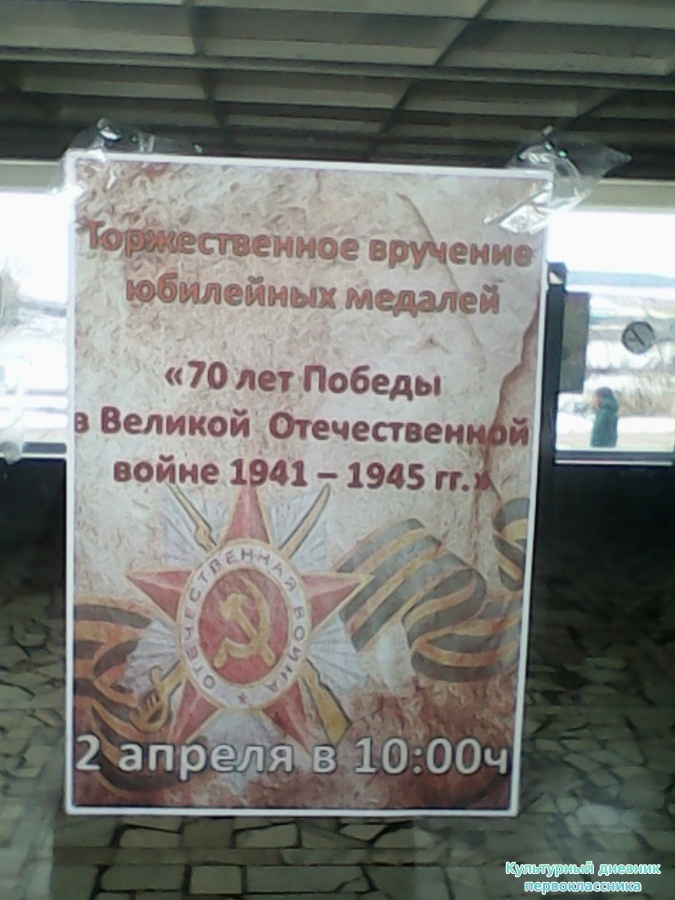 Торжественное вручение
юбилейных медалей
«70 лет Победы
в Великой Отечественной
войне 1941 – 1945 гг.»
ОТЕЧЕСТВЕННАЯ ВОЙНА
2 апреля в 10:00ч
Культурный дневник
первоклассника